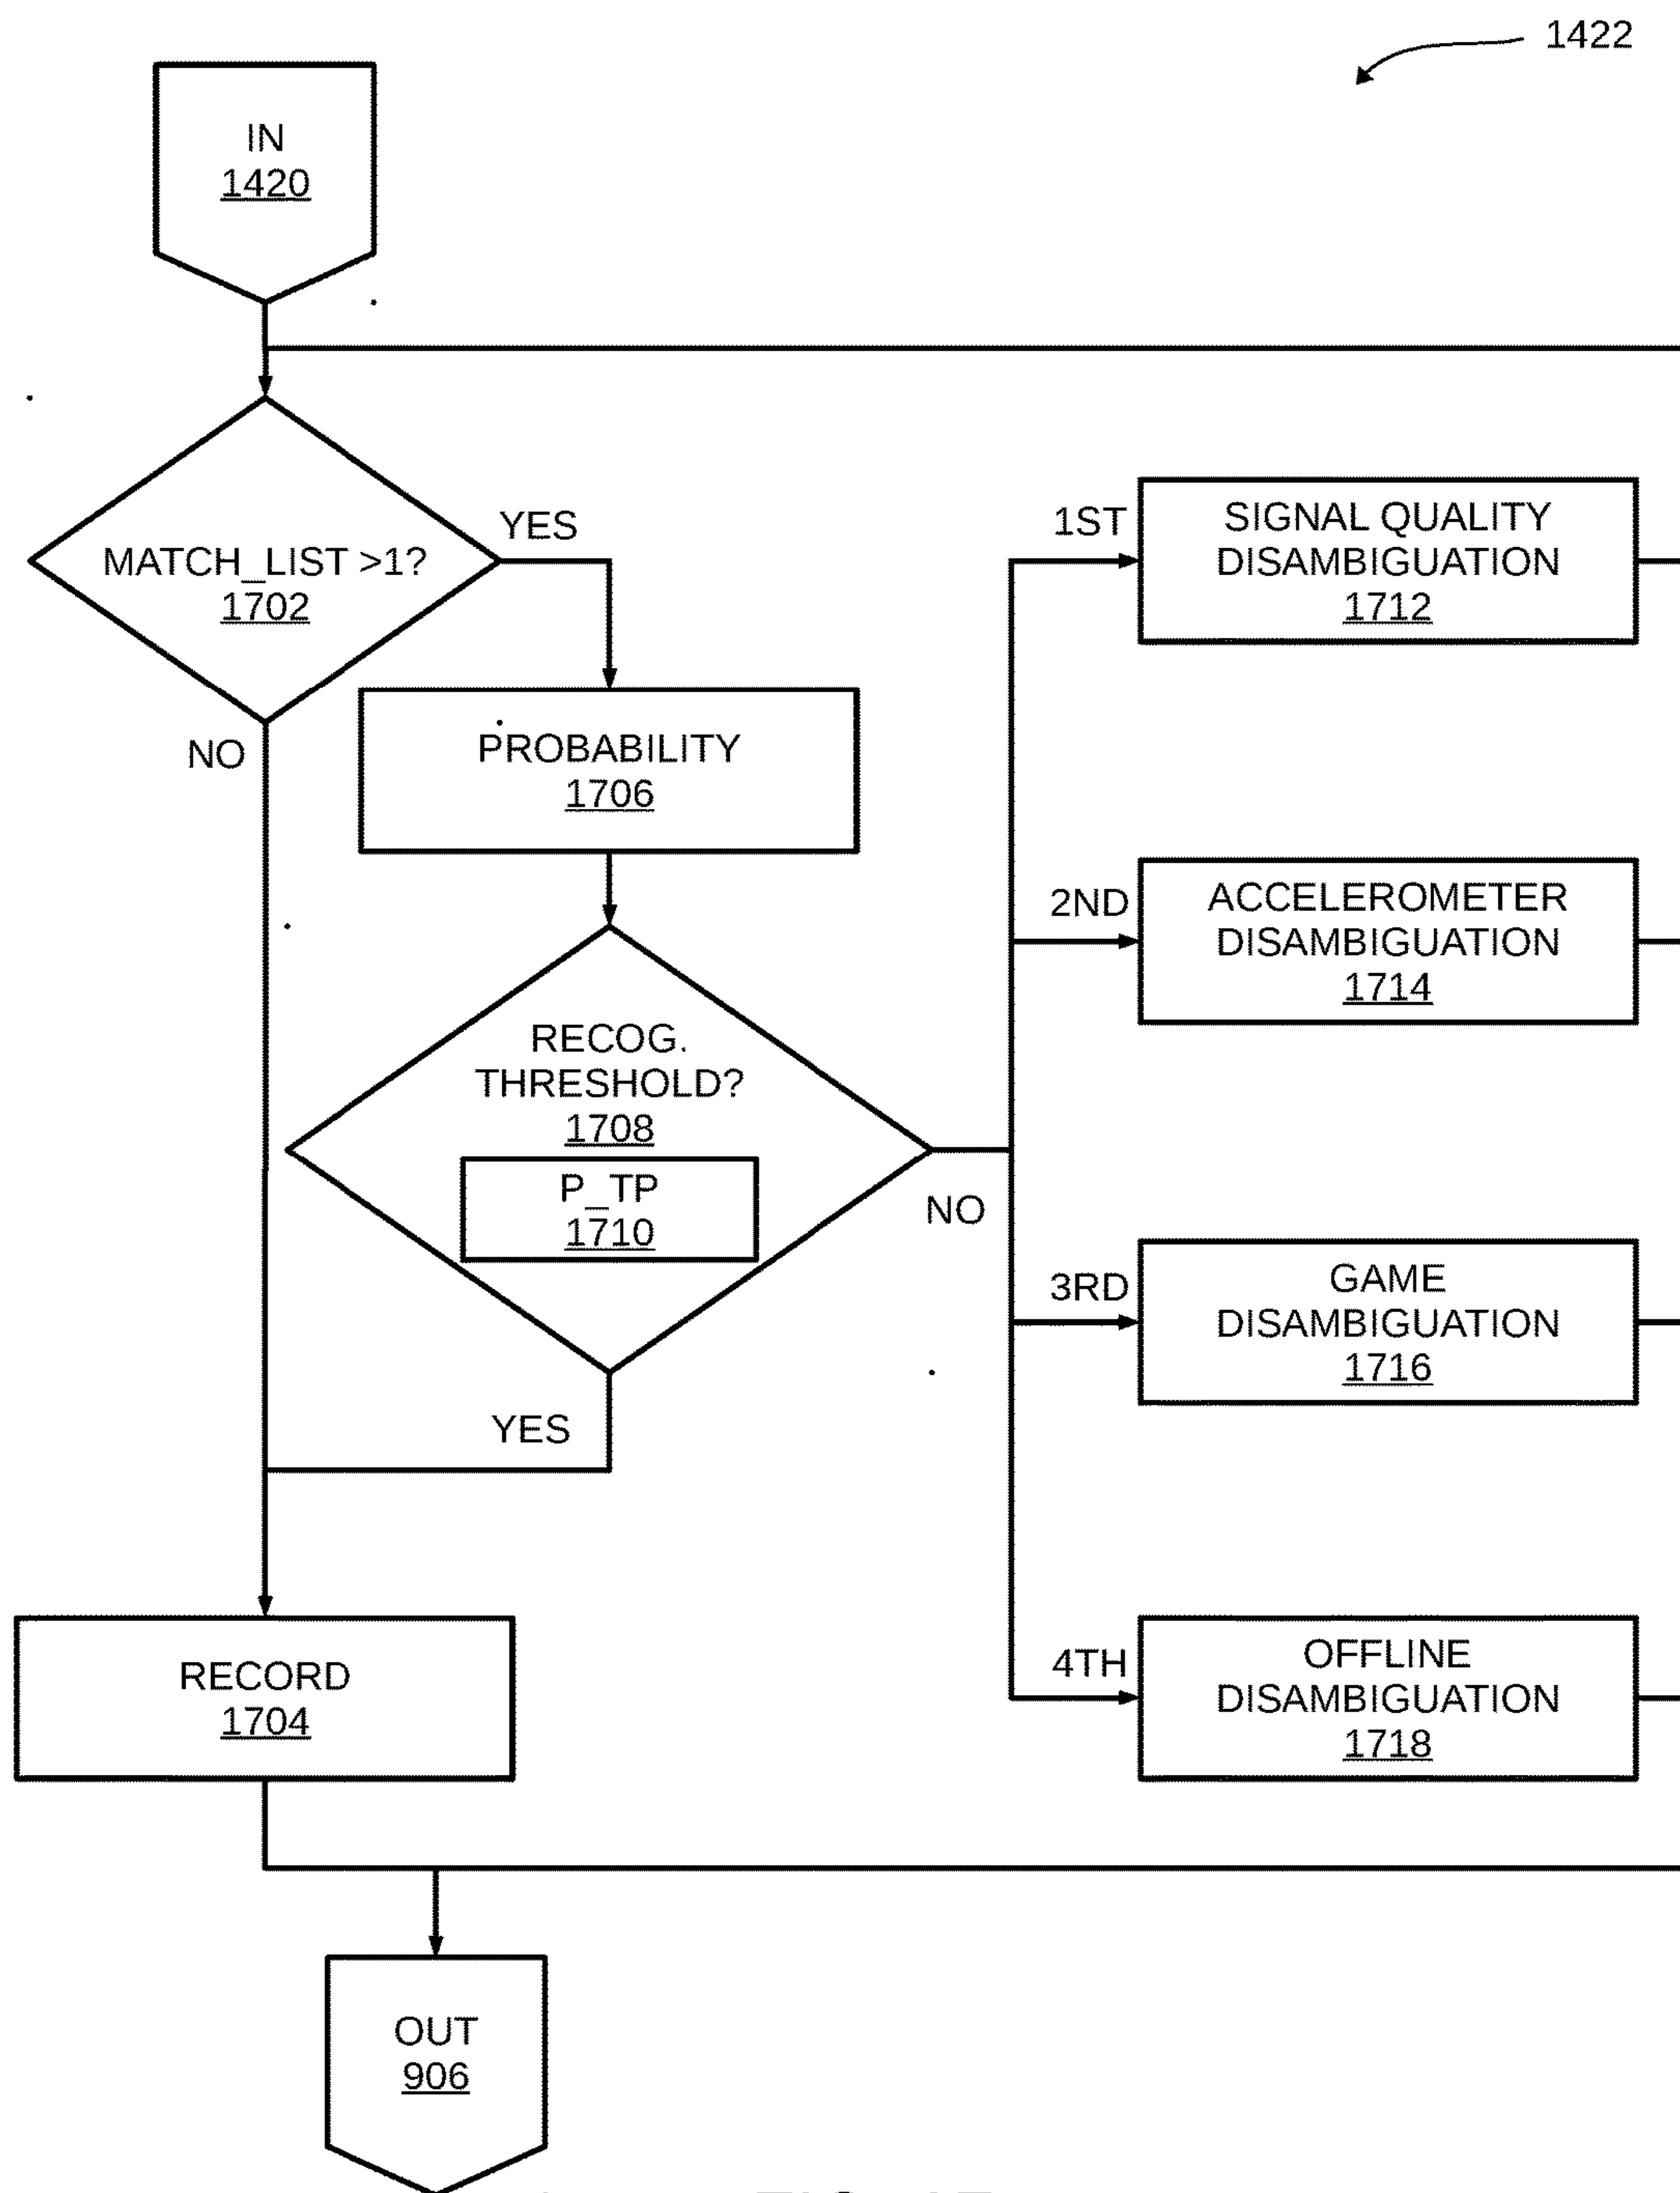 1422
IN
1420
MATCH_LIST >1?
1702
YES
NO
PROBABILITY
1706
RECOG.
THRESHOLD?
1708
P_TP
1710
NO
YES
1ST
SIGNAL QUALITY
DISAMBIGUATION
1712
2ND
ACCELEROMETER
DISAMBIGUATION
1714
3RD
GAME
DISAMBIGUATION
1716
4TH
OFFLINE
DISAMBIGUATION
1718
RECORD
1704
OUT
906